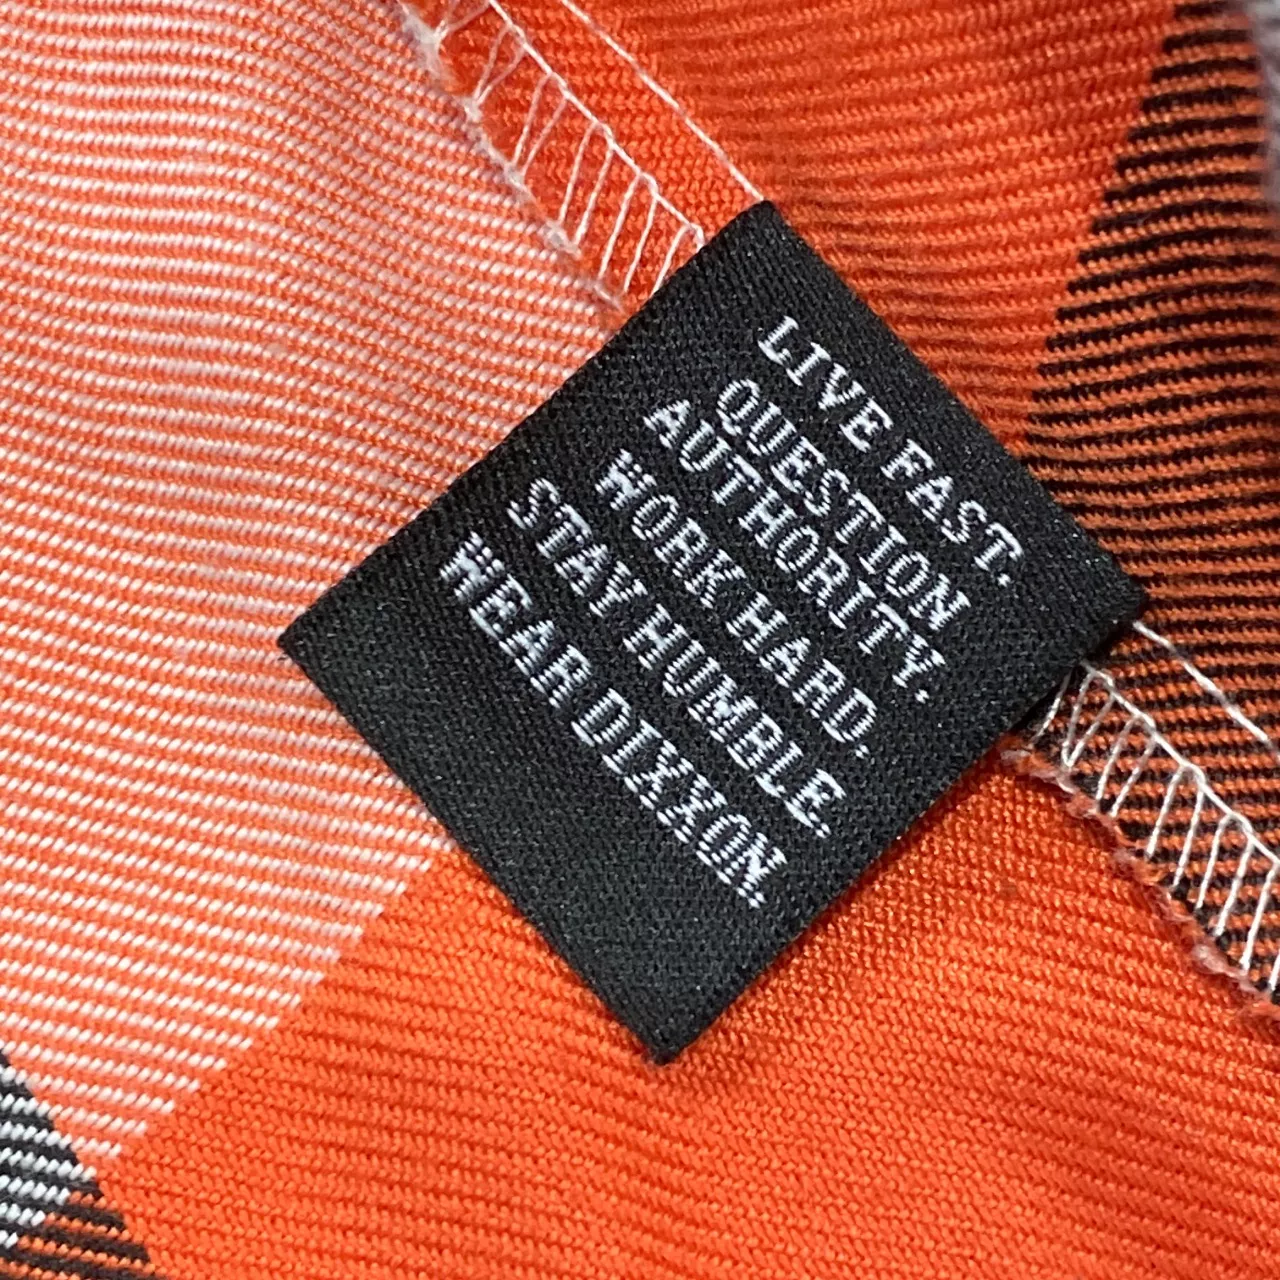 LIVE FAST.
QUESTION
AUTHORITY.
WORK HARD.
STAY HUMBLE.
WEAR DIXXON.